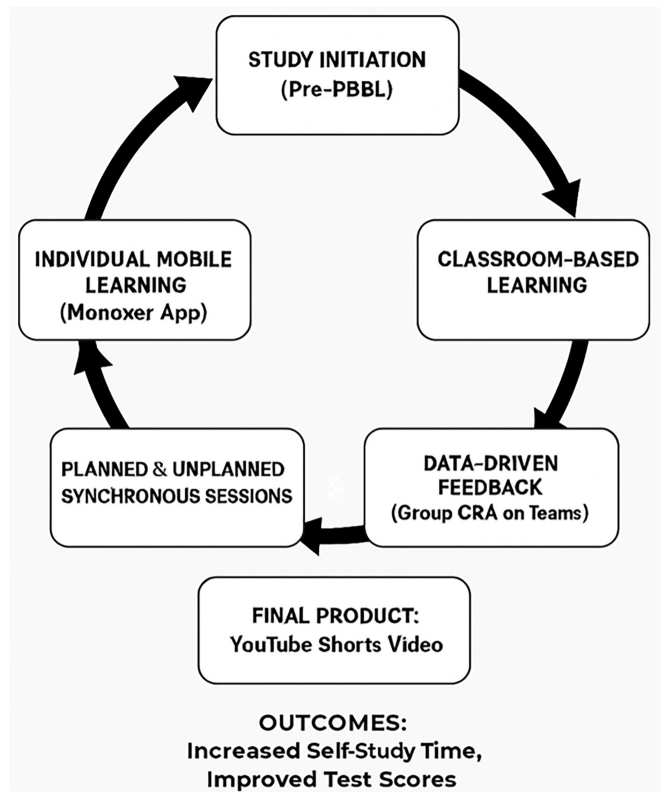 STUDY INITIATION
(Pre-PBBL)
CLASSROOM-BASED
LEARNING
DATA-DRIVEN
FEEDBACK
(Group CRA on Teams)
PLANNED & UNPLANNED
SYNCHRONOUS SESSIONS
INDIVIDUAL MOBILE
LEARNING
(Monoxer App)
FINAL PRODUCT:
YouTube Shorts Video
OUTCOMES:
Increased Self-Study Time,
Improved Test Scores